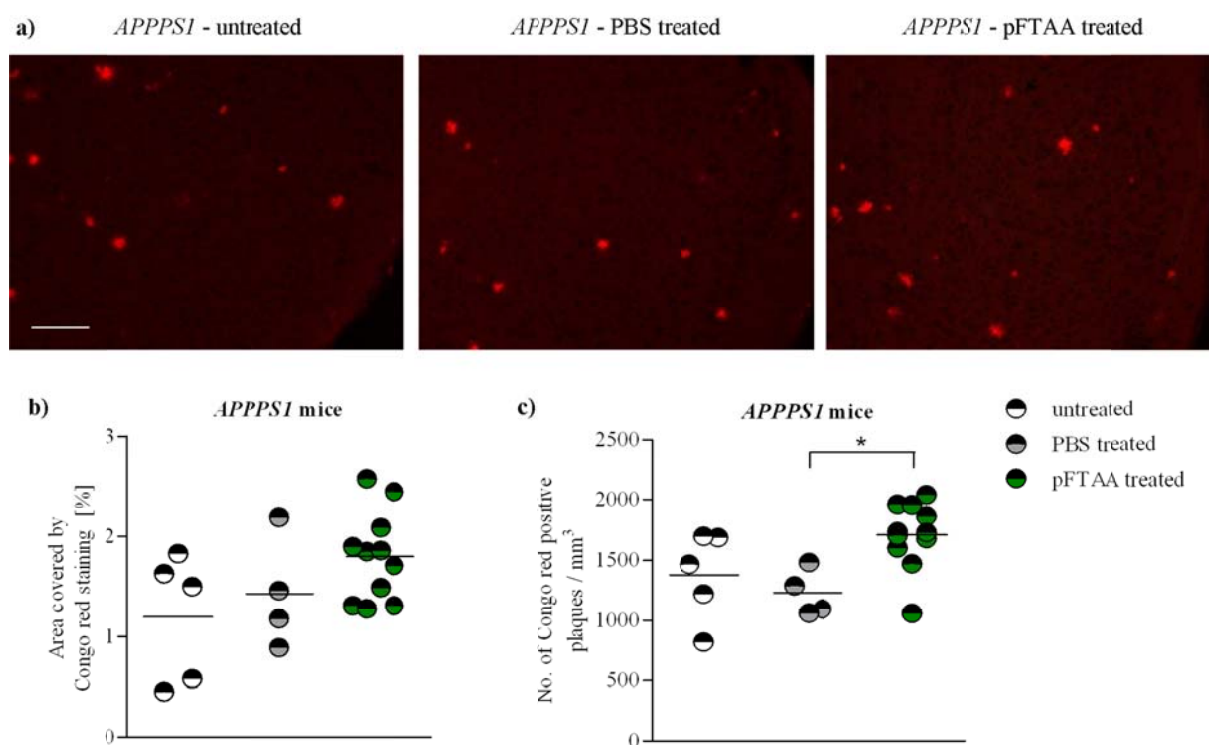 a)
APPPS1 - untreated
APPPS1 - PBS treated
APPPS1 - pFTAA treated
b)
APPPS1 mice
Area covered by
Congo red staining [%]
3
2
1
0
c)
APPPS1 mice
No. of Congo red positive
plaques / mm³
2500
2000
1500
1000
500
0
*
untreated
PBS treated
pFTAA treated